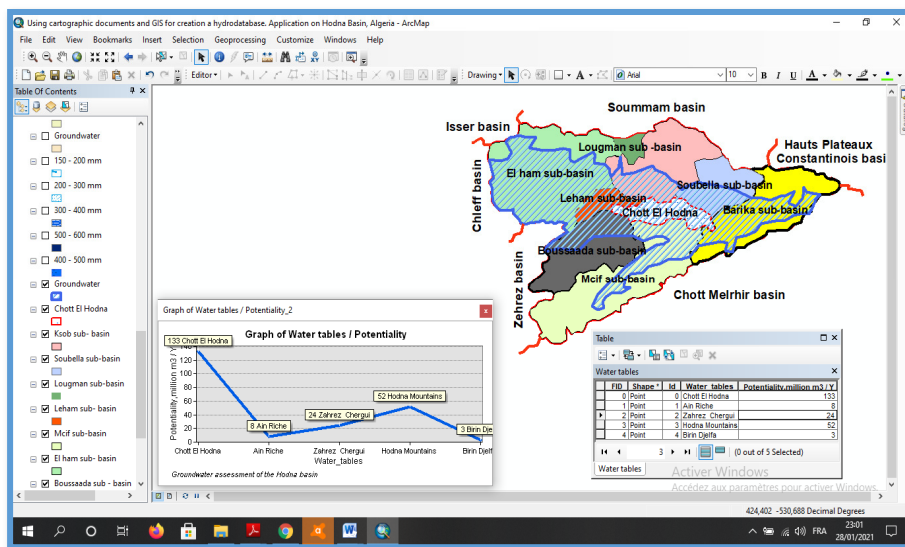 Using cartographic documents and GIS for creation a hydrodatabase. Application on Hodna Basin, Algeria - ArcMap
File Edit View Bookmarks Insert Selection Geoprocessing Customize Windows Help
Editor Drawing Arial 10 B I U A
Table Of Contents
Groundwater
150 - 200 mm
200 - 300 mm
300 - 400 mm
500 - 600 mm
400 - 500 mm
Groundwater
Chott El Hodna
Ksob sub- basin
Soubella sub-basin
Lougman sub-basin
Leham sub- basin
Mcif sub-basin
El ham sub- basin
Boussaada sub - basin
Soummam basin
Isser basin
Lougman sub -basin
Hauts Plateaux
Constantinois basi
El ham sub-basin
Soubella sub-basin
Chleff basin
Leham sub-basin
Chott El Hodna
Barika sub-basin
Boussaada sub-basin
Mcif sub-basin
Chott Melrhir basin
Zehrez basin
Graph of Water tables / Potentiality_2
Graph of Water tables / Potentiality
133 Chott El Hodna
8 Ain Riche
24 Zahrez Chergui
52 Hodna Mountains
3 Birin Dje
140
120
100
80
60
40
20
Potentiality,million m3 / Y
Chott El Hodna Ain Riche Zahrez Chergui Hodna Mountains Birin Djelfa
Water_tables
Groundwater assessment of the Hodna basin
Table
Water tables
FID Shape * Id Water_tables Potentiality,million m3 / Y
0 Point 0 Chott El Hodna 133
1 Point 1 Ain Riche 8
2 Point 2 Zahrez Chergui 24
3 Point 3 Hodna Mountains 52
4 Point 4 Birin Djelfa 3
3 (0 out of 5 Selected)
Water tables
Activer Windows
Accédez aux paramètres pour activer Windows.
424,402 -530,688 Decimal Degrees
FRA
23:01
28/01/2021